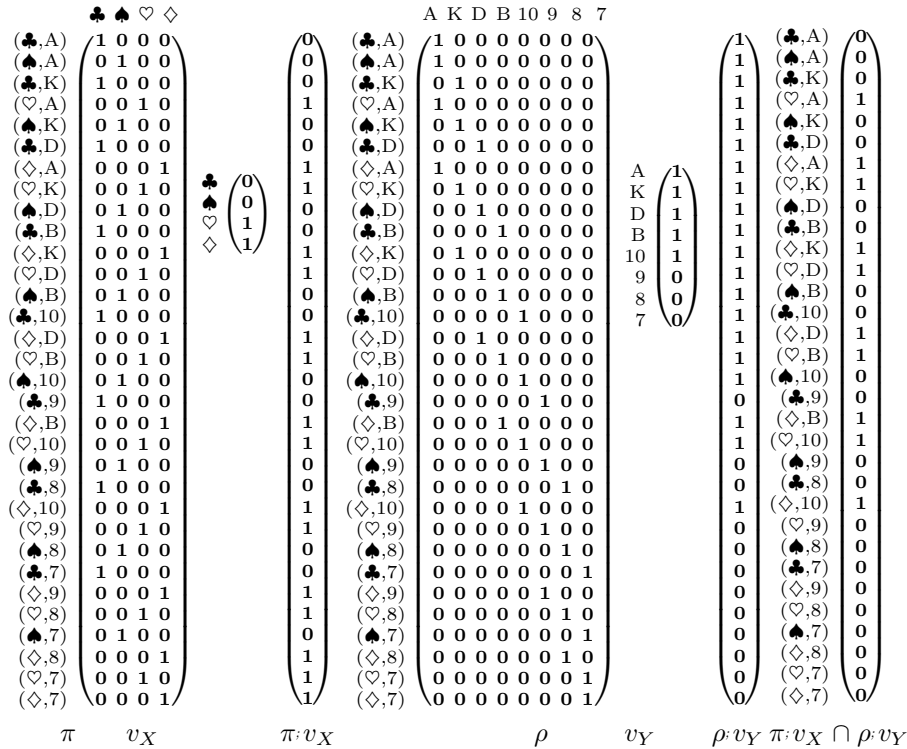 ♣ ♠ ♡ ♢ A K D B 10 9 8 7
(♣,A) 1 0 0 0 0 (♣,A) 1 0 0 0 0 0 0 0 1 (♣,A) 0
(♠,A) 0 1 0 0 0 (♠,A) 1 0 0 0 0 0 0 0 1 (♠,A) 0
(♣,K) 1 0 0 0 0 (♣,K) 0 1 0 0 0 0 0 0 1 (♣,K) 0
(♡,A) 0 0 1 0 1 (♡,A) 1 0 0 0 0 0 0 0 1 (♡,A) 1
(♠,K) 0 1 0 0 0 (♠,K) 0 1 0 0 0 0 0 0 1 (♠,K) 0
(♣,D) 1 0 0 0 0 (♣,D) 0 0 1 0 0 0 0 0 1 (♣,D) 0
(♢,A) 0 0 0 1 1 (♢,A) 1 0 0 0 0 0 0 0 A 1 1 (♢,A) 1
(♡,K) 0 0 1 0 ♣ 0 1 (♡,K) 0 1 0 0 0 0 0 0 K 1 1 (♡,K) 1
(♠,D) 0 1 0 0 ♠ 0 0 (♠,D) 0 0 1 0 0 0 0 0 D 1 1 (♠,D) 0
(♣,B) 1 0 0 0 ♡ 1 0 (♣,B) 0 0 0 1 0 0 0 0 B 1 1 (♣,B) 0
(♢,K) 0 0 0 1 ♢ 1 1 (♢,K) 0 1 0 0 0 0 0 0 10 1 1 (♢,K) 1
(♡,D) 0 0 1 0 1 (♡,D) 0 0 1 0 0 0 0 0 9 0 1 (♡,D) 1
(♠,B) 0 1 0 0 0 (♠,B) 0 0 0 1 0 0 0 0 8 0 1 (♠,B) 0
(♣,10) 1 0 0 0 0 (♣,10) 0 0 0 0 1 0 0 0 7 0 1 (♣,10) 0
(♢,D) 0 0 0 1 1 (♢,D) 0 0 1 0 0 0 0 0 1 (♢,D) 1
(♡,B) 0 0 1 0 1 (♡,B) 0 0 0 1 0 0 0 0 1 (♡,B) 1
(♠,10) 0 1 0 0 0 (♠,10) 0 0 0 0 1 0 0 0 1 (♠,10) 0
(♣,9) 1 0 0 0 0 (♣,9) 0 0 0 0 0 1 0 0 0 (♣,9) 0
(♢,B) 0 0 0 1 1 (♢,B) 0 0 0 1 0 0 0 0 1 (♢,B) 1
(♡,10) 0 0 1 0 1 (♡,10) 0 0 0 0 1 0 0 0 1 (♡,10) 1
(♠,9) 0 1 0 0 0 (♠,9) 0 0 0 0 0 1 0 0 0 (♠,9) 0
(♣,8) 1 0 0 0 0 (♣,8) 0 0 0 0 0 0 1 0 0 (♣,8) 0
(♢,10) 0 0 0 1 1 (♢,10) 0 0 0 0 1 0 0 0 1 (♢,10) 1
(♡,9) 0 0 1 0 1 (♡,9) 0 0 0 0 0 1 0 0 0 (♡,9) 0
(♠,8) 0 1 0 0 0 (♠,8) 0 0 0 0 0 0 1 0 0 (♠,8) 0
(♣,7) 1 0 0 0 0 (♣,7) 0 0 0 0 0 0 0 1 0 (♣,7) 0
(♢,9) 0 0 0 1 1 (♢,9) 0 0 0 0 0 1 0 0 0 (♢,9) 0
(♡,8) 0 0 1 0 1 (♡,8) 0 0 0 0 0 0 1 0 0 (♡,8) 0
(♠,7) 0 1 0 0 0 (♠,7) 0 0 0 0 0 0 0 1 0 (♠,7) 0
(♢,8) 0 0 0 1 1 (♢,8) 0 0 0 0 0 0 1 0 0 (♢,8) 0
(♡,7) 0 0 1 0 1 (♡,7) 0 0 0 0 0 0 0 1 0 (♡,7) 0
(♢,7) 0 0 0 1 1 (♢,7) 0 0 0 0 0 0 0 1 0 (♢,7) 0
π v_X π;v_X ρ v_Y ρ;v_Y π;v_X ∩ ρ;v_Y